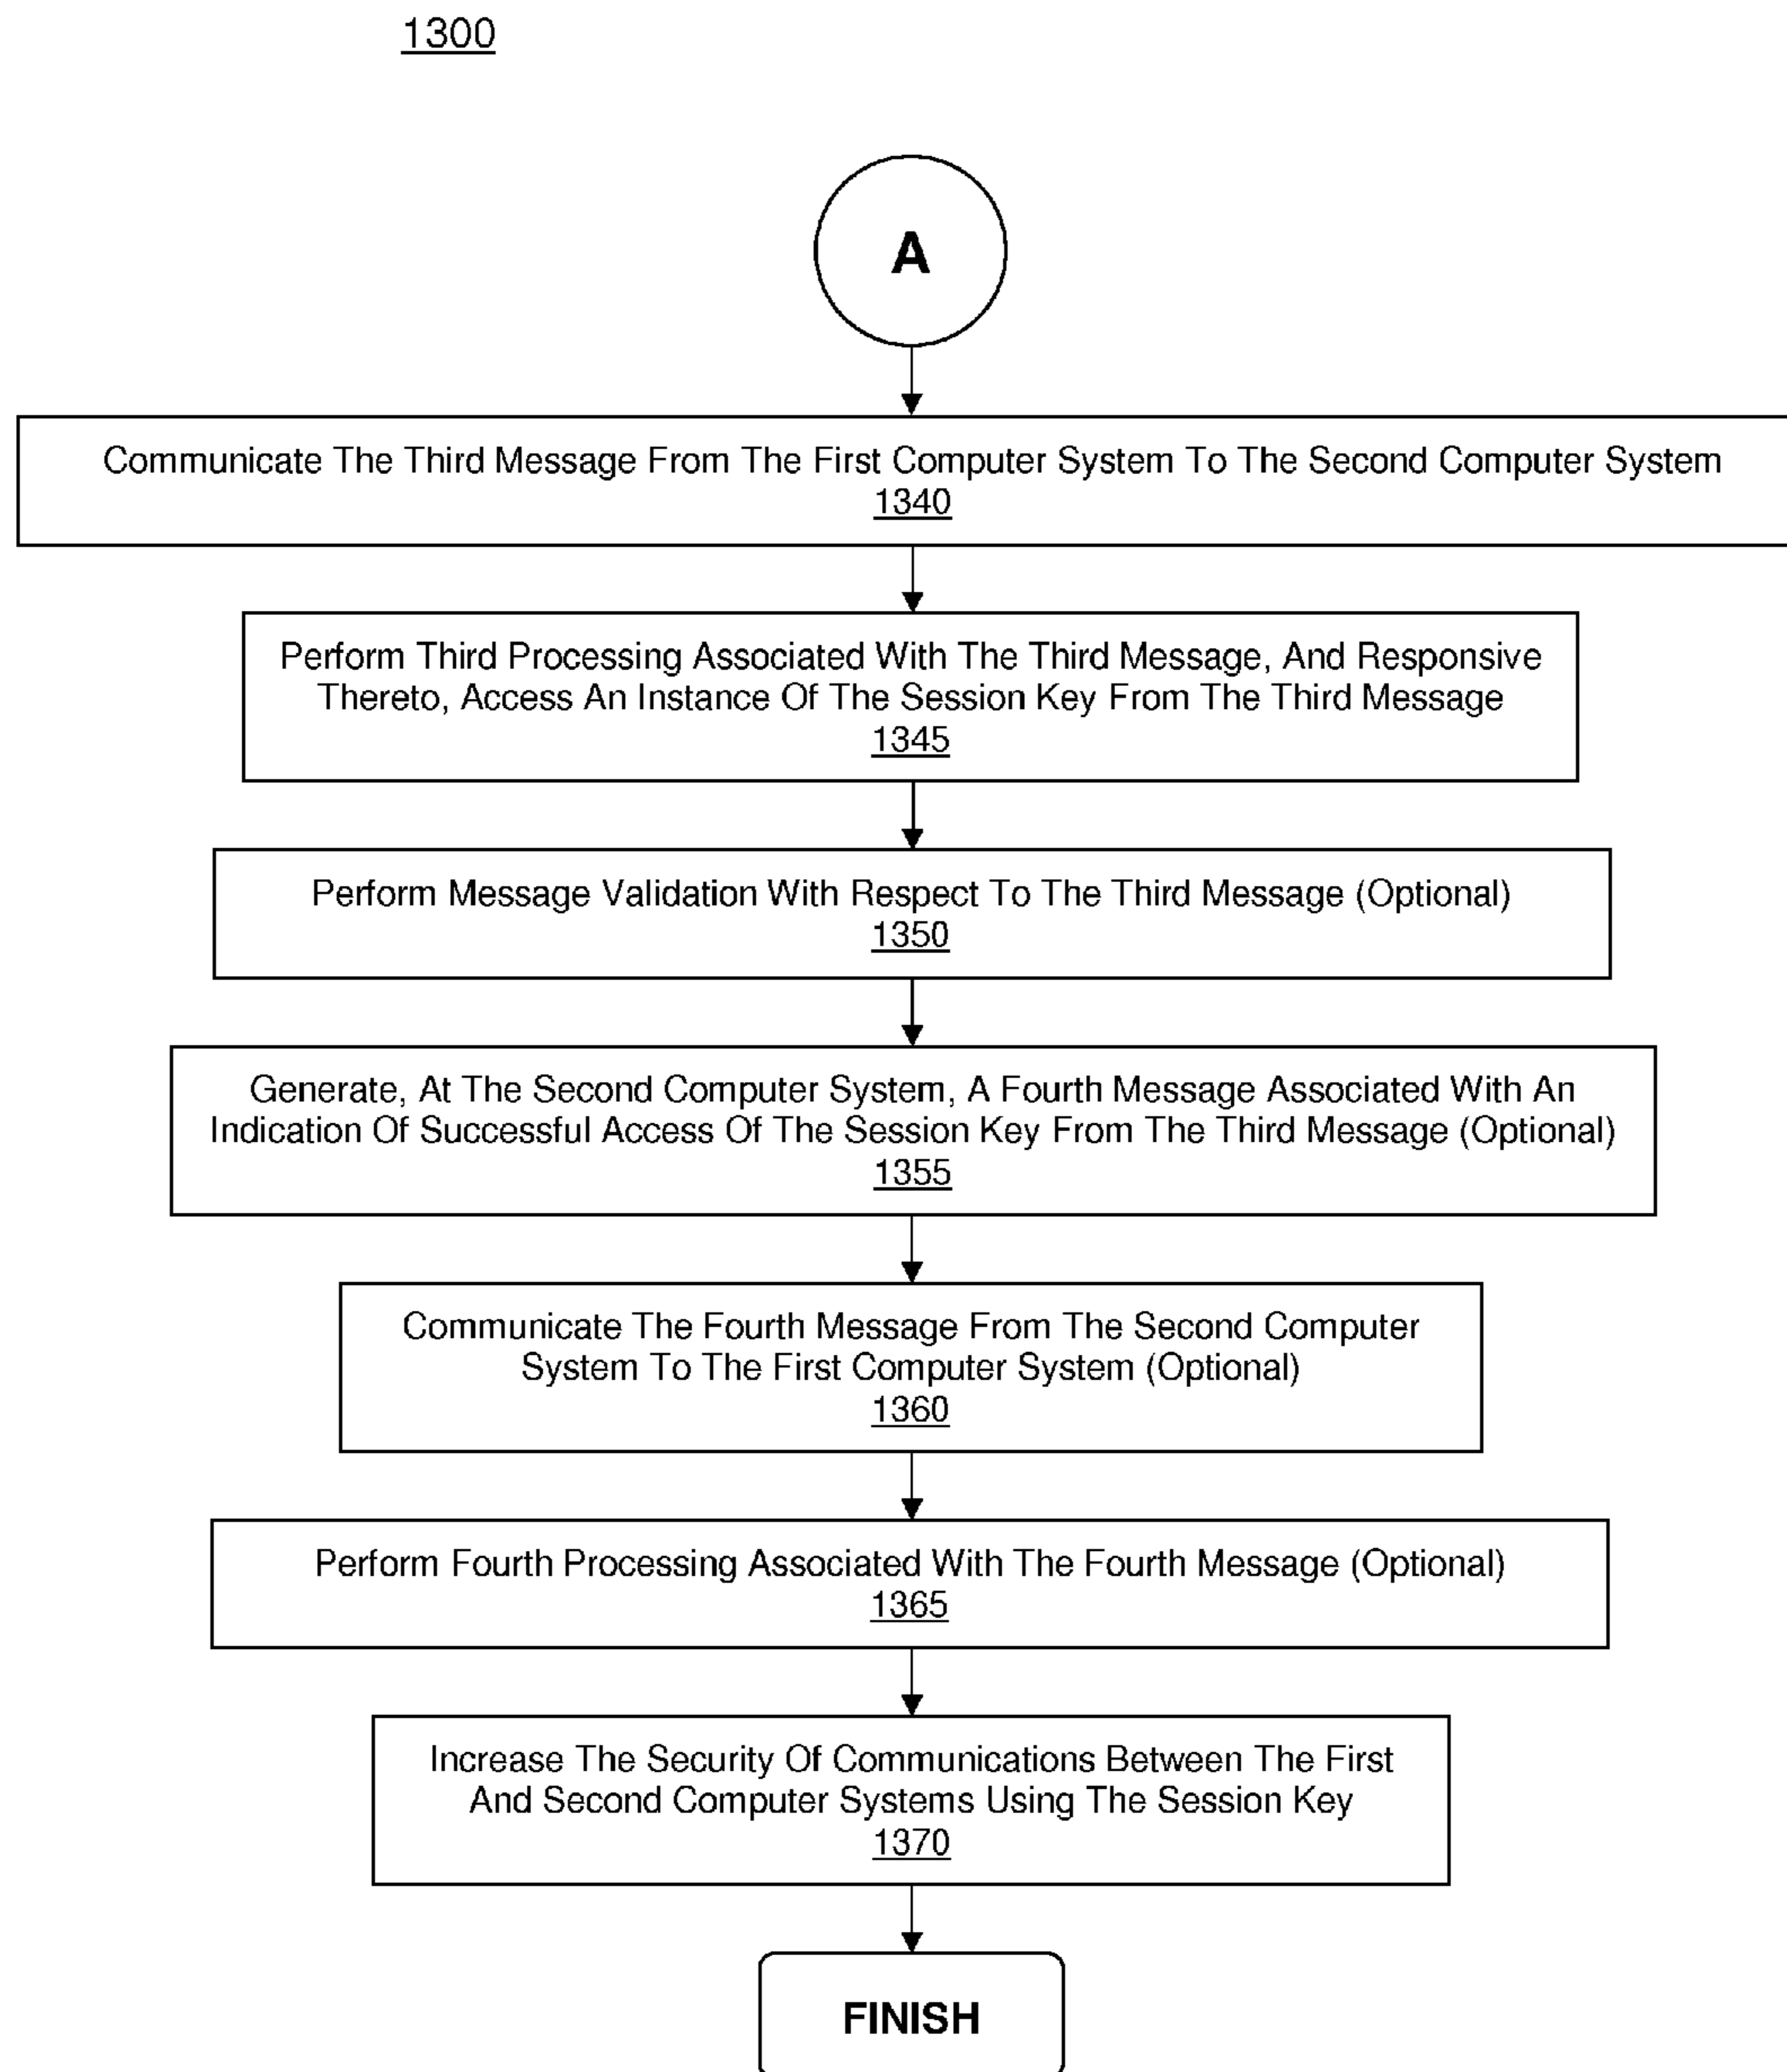 1300
A
Communicate The Third Message From The First Computer System To The Second Computer System
1340
Perform Third Processing Associated With The Third Message, And Responsive
Thereto, Access An Instance Of The Session Key From The Third Message
1345
Perform Message Validation With Respect To The Third Message (Optional)
1350
Generate, At The Second Computer System, A Fourth Message Associated With An
Indication Of Successful Access Of The Session Key From The Third Message (Optional)
1355
Communicate The Fourth Message From The Second Computer
System To The First Computer System (Optional)
1360
Perform Fourth Processing Associated With The Fourth Message (Optional)
1365
Increase The Security Of Communications Between The First
And Second Computer Systems Using The Session Key
1370
FINISH